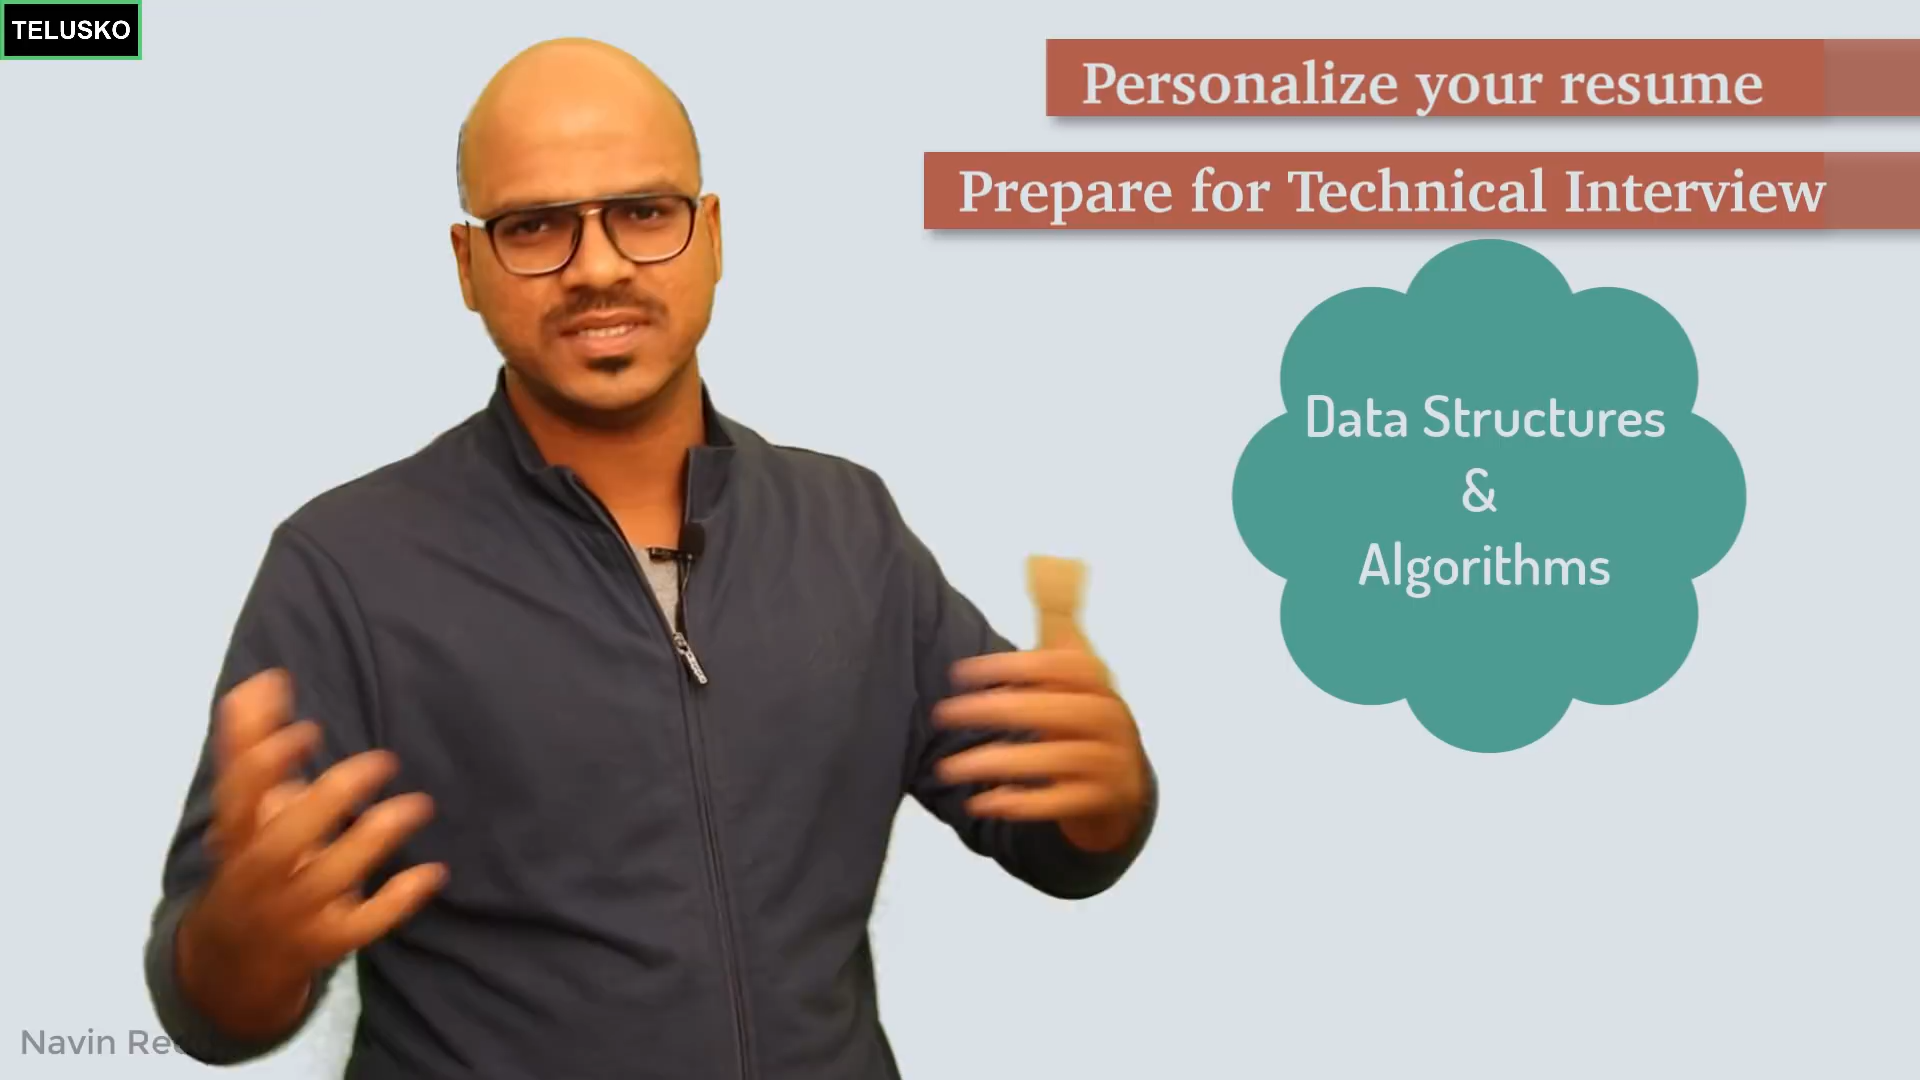 TELUSKO
Personalize your resume
Prepare for Technical Interview
Data Structures
&
Algorithms
Navin